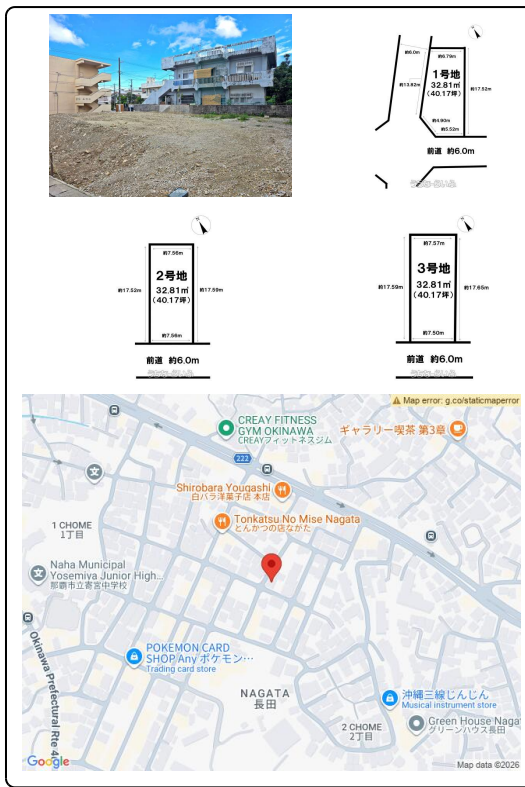 約6.0m
約6.79m
1号地
32.81㎡
(40.17坪)
約13.82m
約17.52m
約4.90m
約5.52m
前道 約6.0m
約7.56m
2号地
32.81㎡
(40.17坪)
約17.52m
約17.59m
約7.56m
前道 約6.0m
約7.57m
3号地
32.81㎡
(40.17坪)
約17.59m
約17.65m
約7.50m
前道 約6.0m
Map error: g.co/staticmaperror
CREAY FITNESS
GYM OKINAWA
CREAYフィットネスジム
ギャラリー喫茶 第3章
222
Shirobara Yougashi
白バラ洋菓子店 本店
Tonkatsu No Mise Nagata
とんかつの店ながた
1 CHOME
1丁目
Naha Municipal
Yosemiya Junior High...
那覇市立寄宮中学校
POKEMON CARD
SHOP Any ポケモン…
Trading card store
Okinawa Prefectural Rte 4
NAGATA
長田
沖縄三線じんじん
Musical instrument store
2 CHOME
2丁目
Green House Nagat
グリーンハウス長田
Google
Map data ©2026